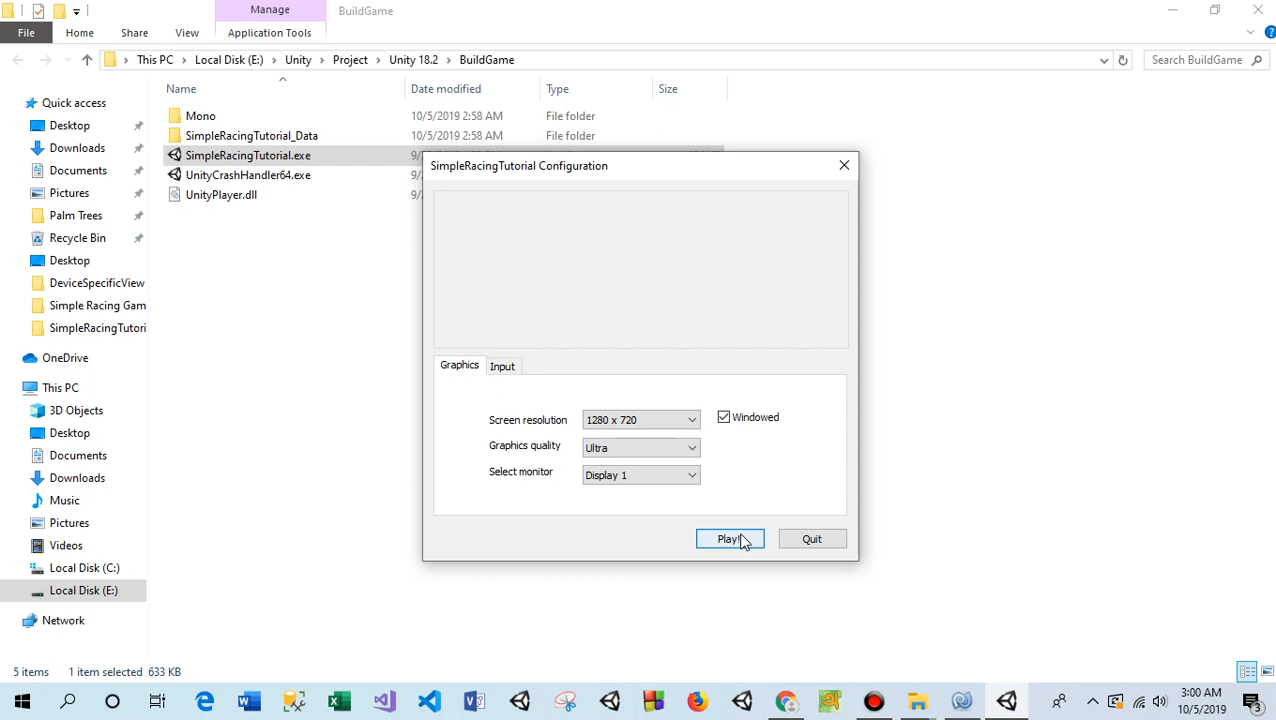 Manage
BuildGame
File
Home
Share
View
Application Tools
This PC
Local Disk (E:)
Unity
Project
Unity 18.2
BuildGame
Search BuildGame
Name
Date modified
Type
Size
Mono
10/5/2019 2:58 AM
File folder
SimpleRacingTutorial_Data
10/5/2019 2:58 AM
File folder
SimpleRacingTutorial.exe
UnityCrashHandler64.exe
UnityPlayer.dll
Quick access
Desktop
Downloads
Documents
Pictures
Palm Trees
Recycle Bin
Desktop
DeviceSpecificView
Simple Racing Gam
SimpleRacingTutori
OneDrive
This PC
3D Objects
Desktop
Documents
Downloads
Music
Pictures
Videos
Local Disk (C:)
Local Disk (E:)
Network
SimpleRacingTutorial Configuration
Graphics
Input
Screen resolution
1280 x 720
Windowed
Graphics quality
Ultra
Select monitor
Display 1
Play!
Quit
5 items
1 item selected 633 KB
3:00 AM
10/5/2019
3